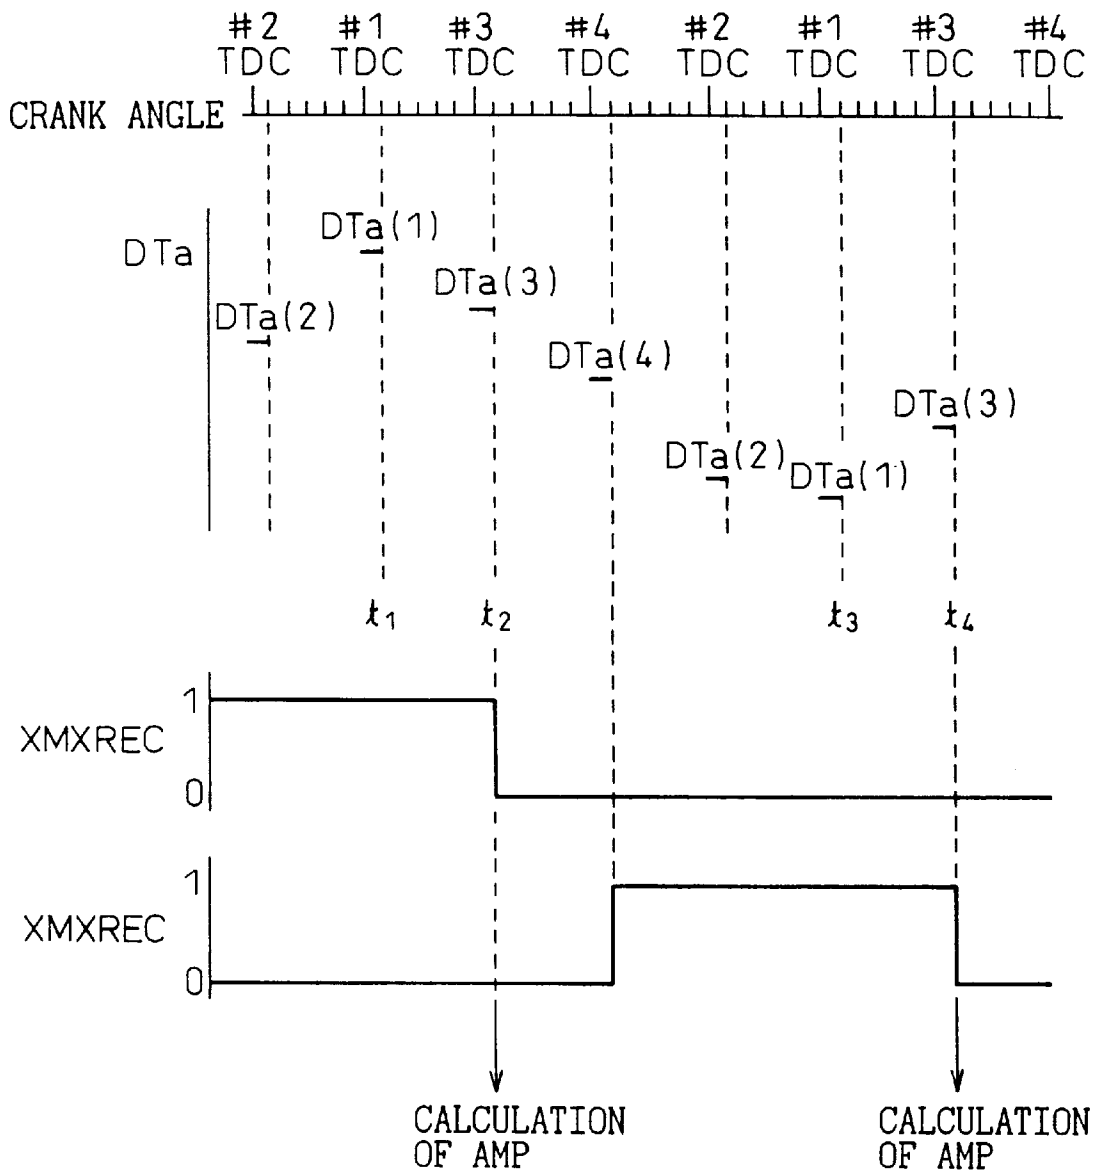 #2 #1 #3 #4 #2 #1 #3 #4
TDC TDC TDC TDC TDC TDC TDC TDC
CRANK ANGLE
DTa
DTa(1)
DTa(3)
DTa(2)
DTa(4)
DTa(3)
DTa(2)
DTa(1)
t1 t2 t3 t4
1
XMXREC
0
1
XMXREC
0
CALCULATION
OF AMP
CALCULATION
OF AMP